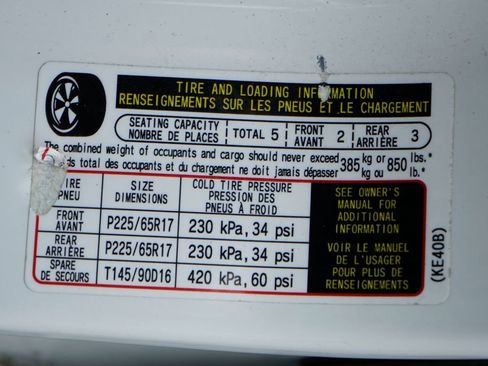 TIRE AND LOADING INFORMATION
RENSEIGNEMENTS SUR LES PNEUS ET LE CHARGEMENT
SEATING CAPACITY
NOMBRE DE PLACES
TOTAL 5
FRONT
AVANT 2
REAR
ARRIÈRE 3
The combined weight of occupants and cargo should never exceed 385 kg or 850 lbs.
total des occupants et du chargement ne doit jamais dépasser 385 kg ou 850 lb.
TIRE
PNEU
SIZE
DIMENSIONS
COLD TIRE PRESSURE
PRESSION DES
PNEUS À FROID
FRONT
AVANT
P225/65R17
230 kPa, 34 psi
REAR
ARRIÈRE
P225/65R17
230 kPa, 34 psi
SPARE
DE SECOURS
T145/90D16
420 kPa, 60 psi
SEE OWNER'S
MANUAL FOR
ADDITIONAL
INFORMATION
VOIR LE MANUEL
DE L'USAGER
POUR PLUS DE
RENSEIGNEMENTS
(KE40B)